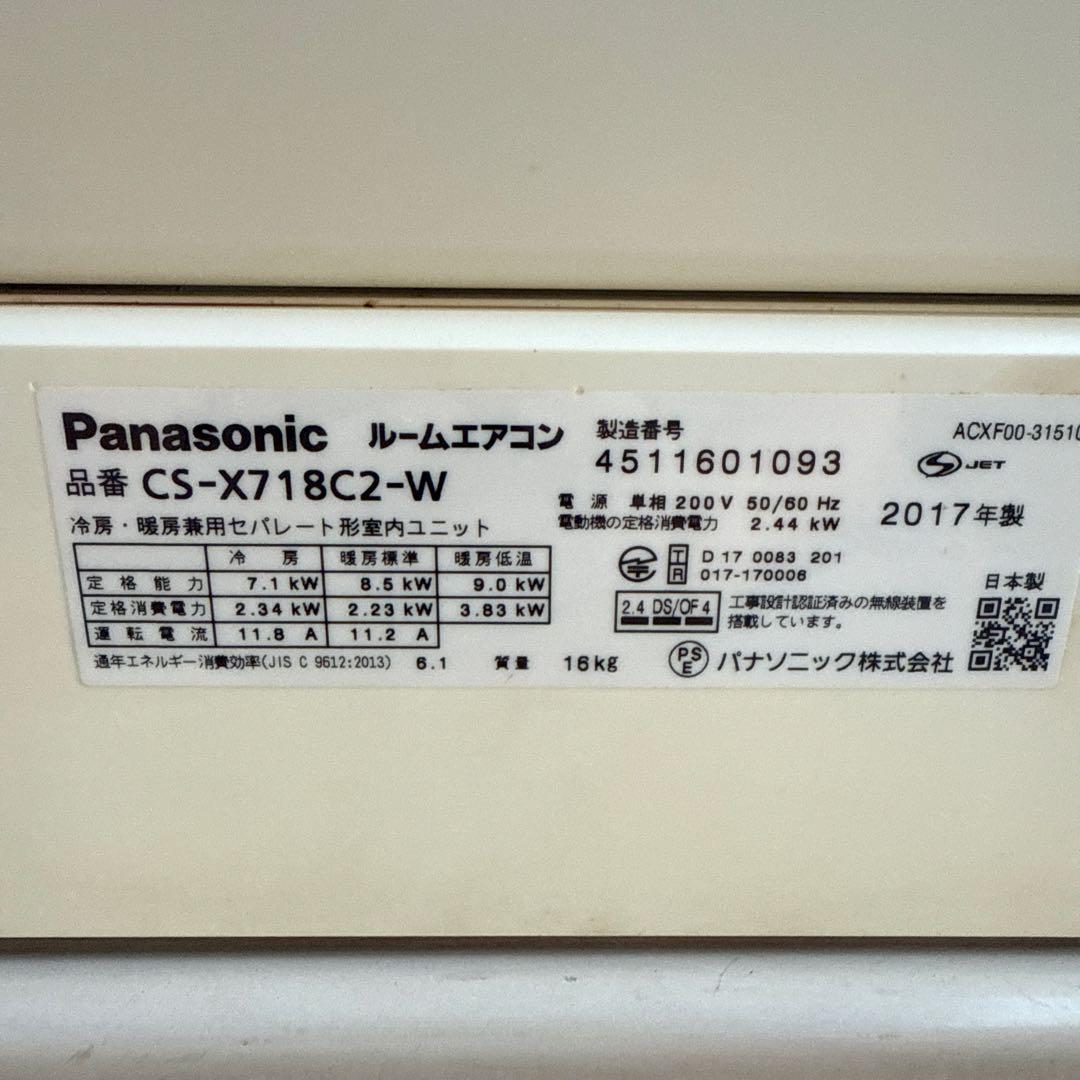 Panasonic ルームエアコン
品番 CS-X718C2-W
冷房・暖房兼用セパレート形室内ユニット
冷房 暖房標準 暖房低温
定格能力 7.1 kW 8.5 kW 9.0 kW
定格消費電力 2.34 kW 2.23 kW 3.83 kW
運転電流 11.8 A 11.2 A
通年エネルギー消費効率(JIS C 9612:2013) 6.1 質量 16kg
製造番号
4511601093
電源 単相 200V 50/60 Hz
電動機の定格消費電力 2.44 kW
T D 17 0083 201
R 017-170006
2.4 DS/OF 4 工事設計認証済みの無線装置を
搭載しています。
PSE パナソニック株式会社
ACXF00-31510
S JET
2017年製
日本製